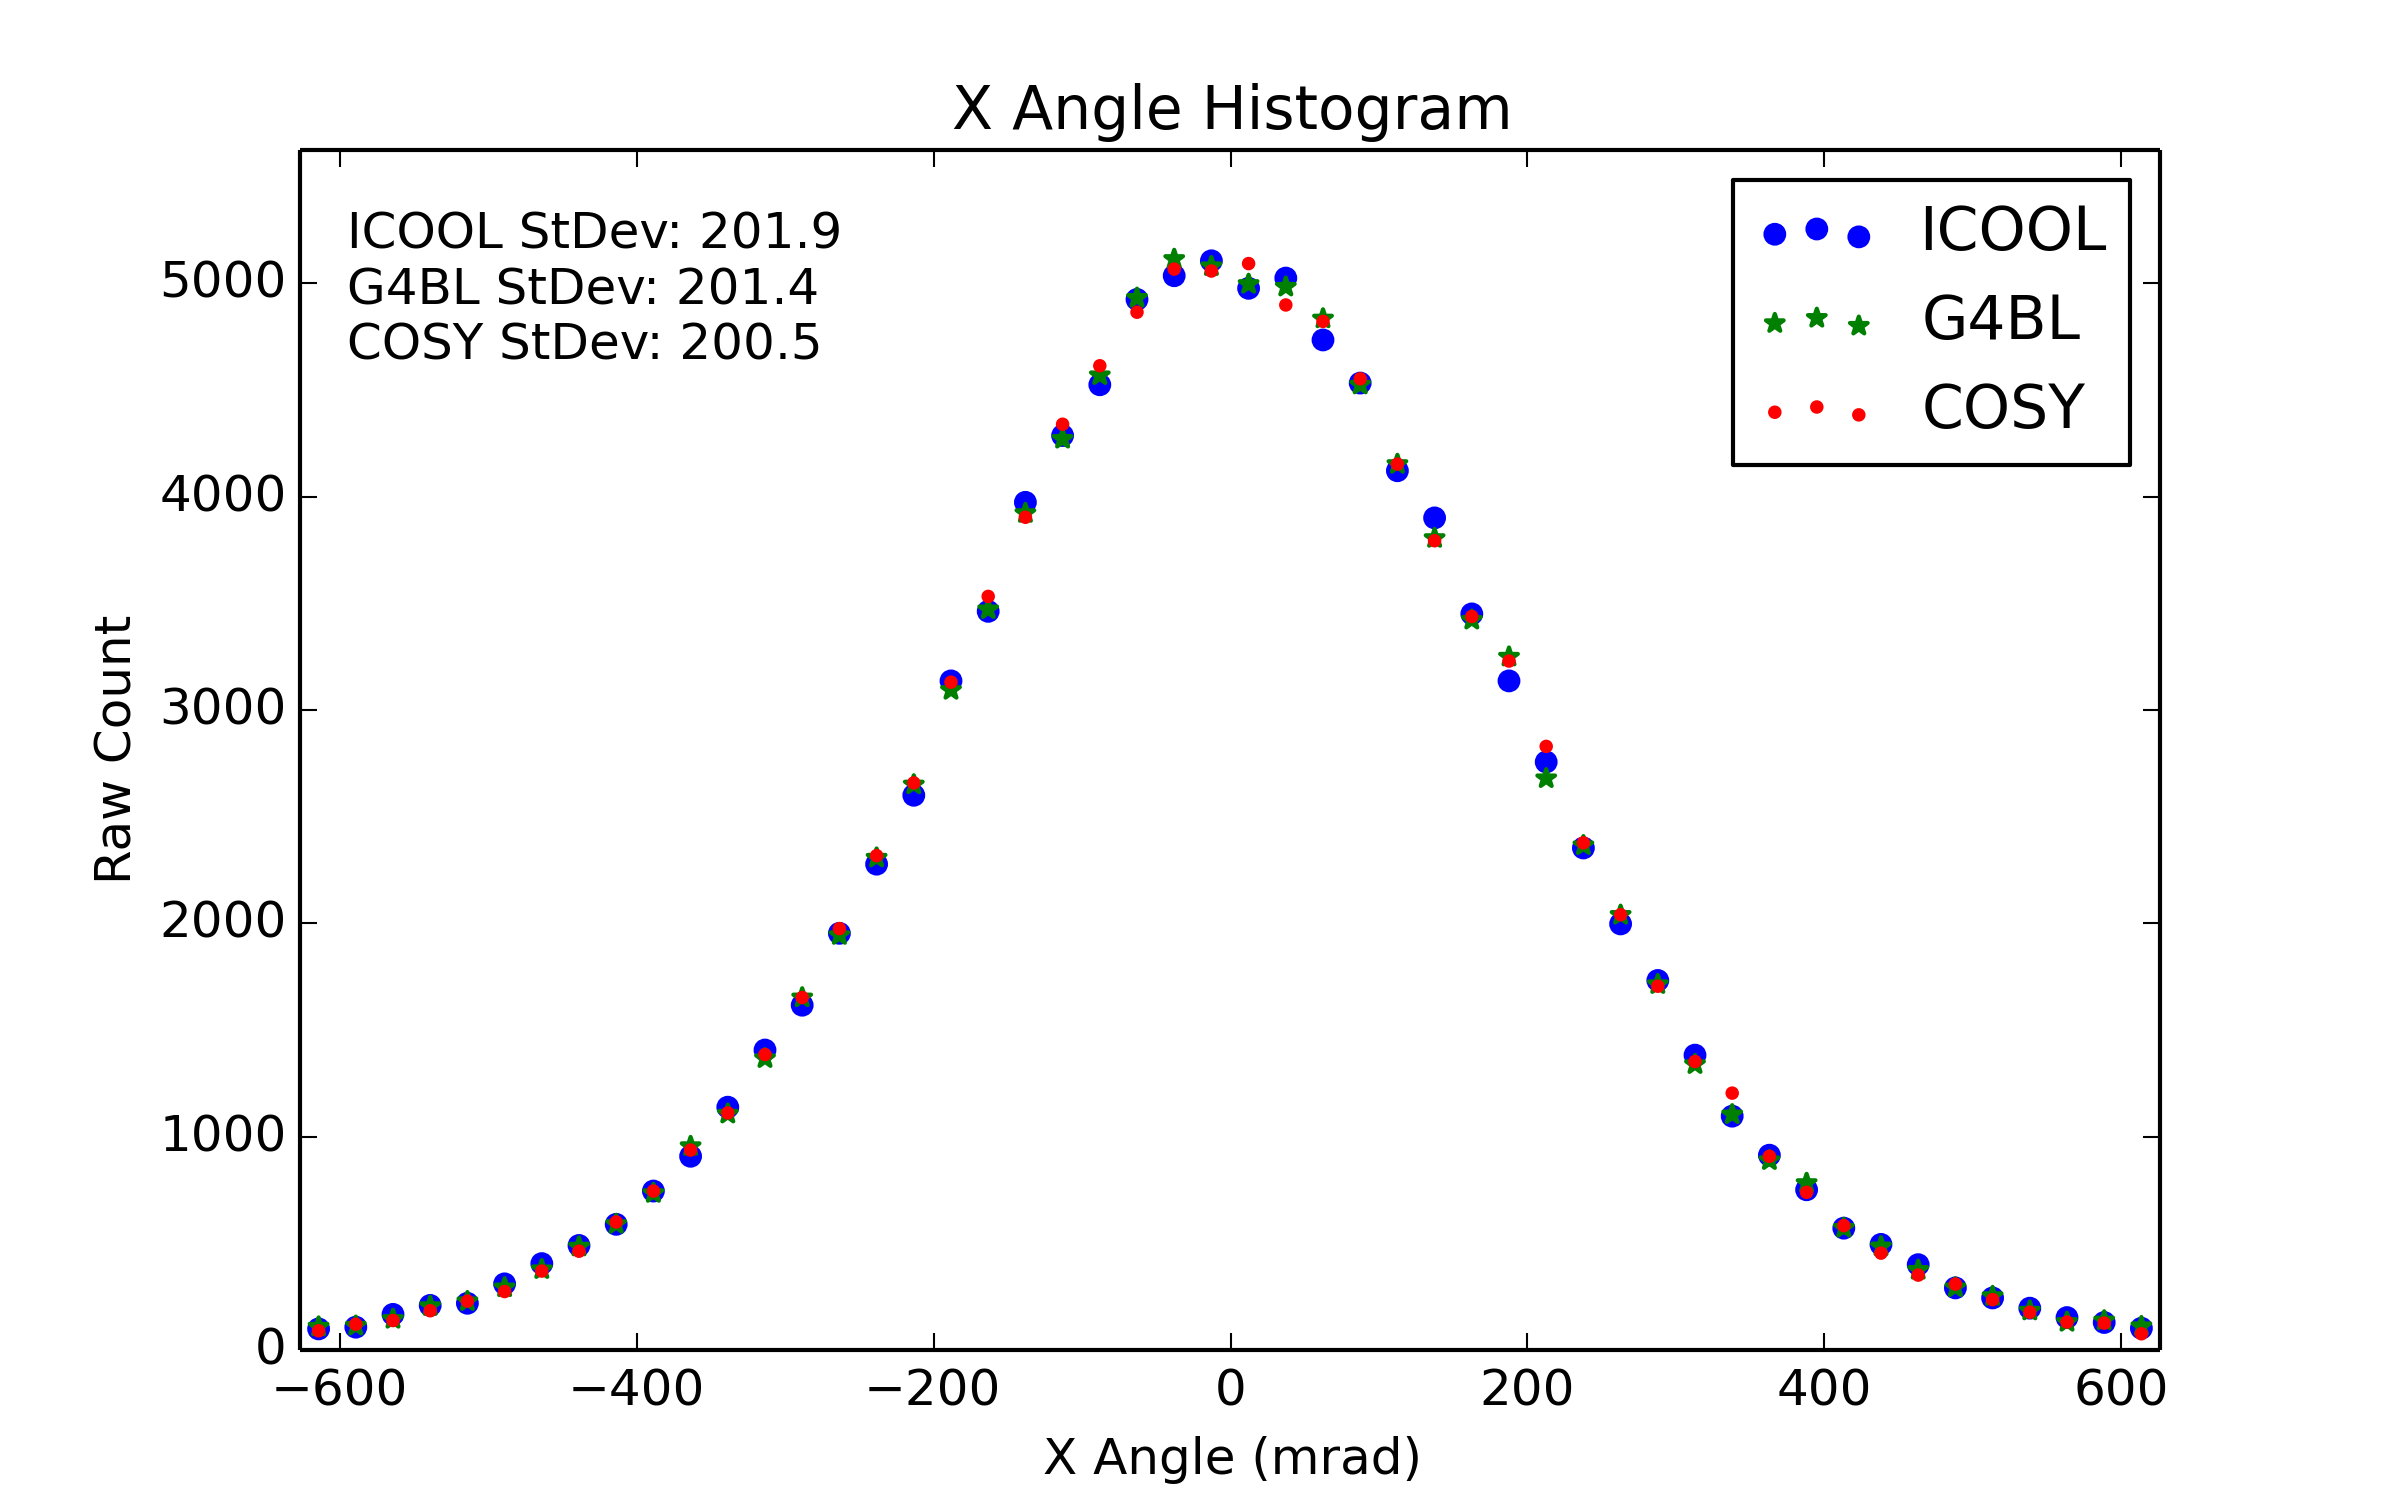 X Angle Histogram
ICOOL StDev: 201.9
G4BL StDev: 201.4
COSY StDev: 200.5
ICOOL
G4BL
COSY
5000
4000
3000
2000
1000
0
Raw Count
−600 −400 −200 0 200 400 600
X Angle (mrad)